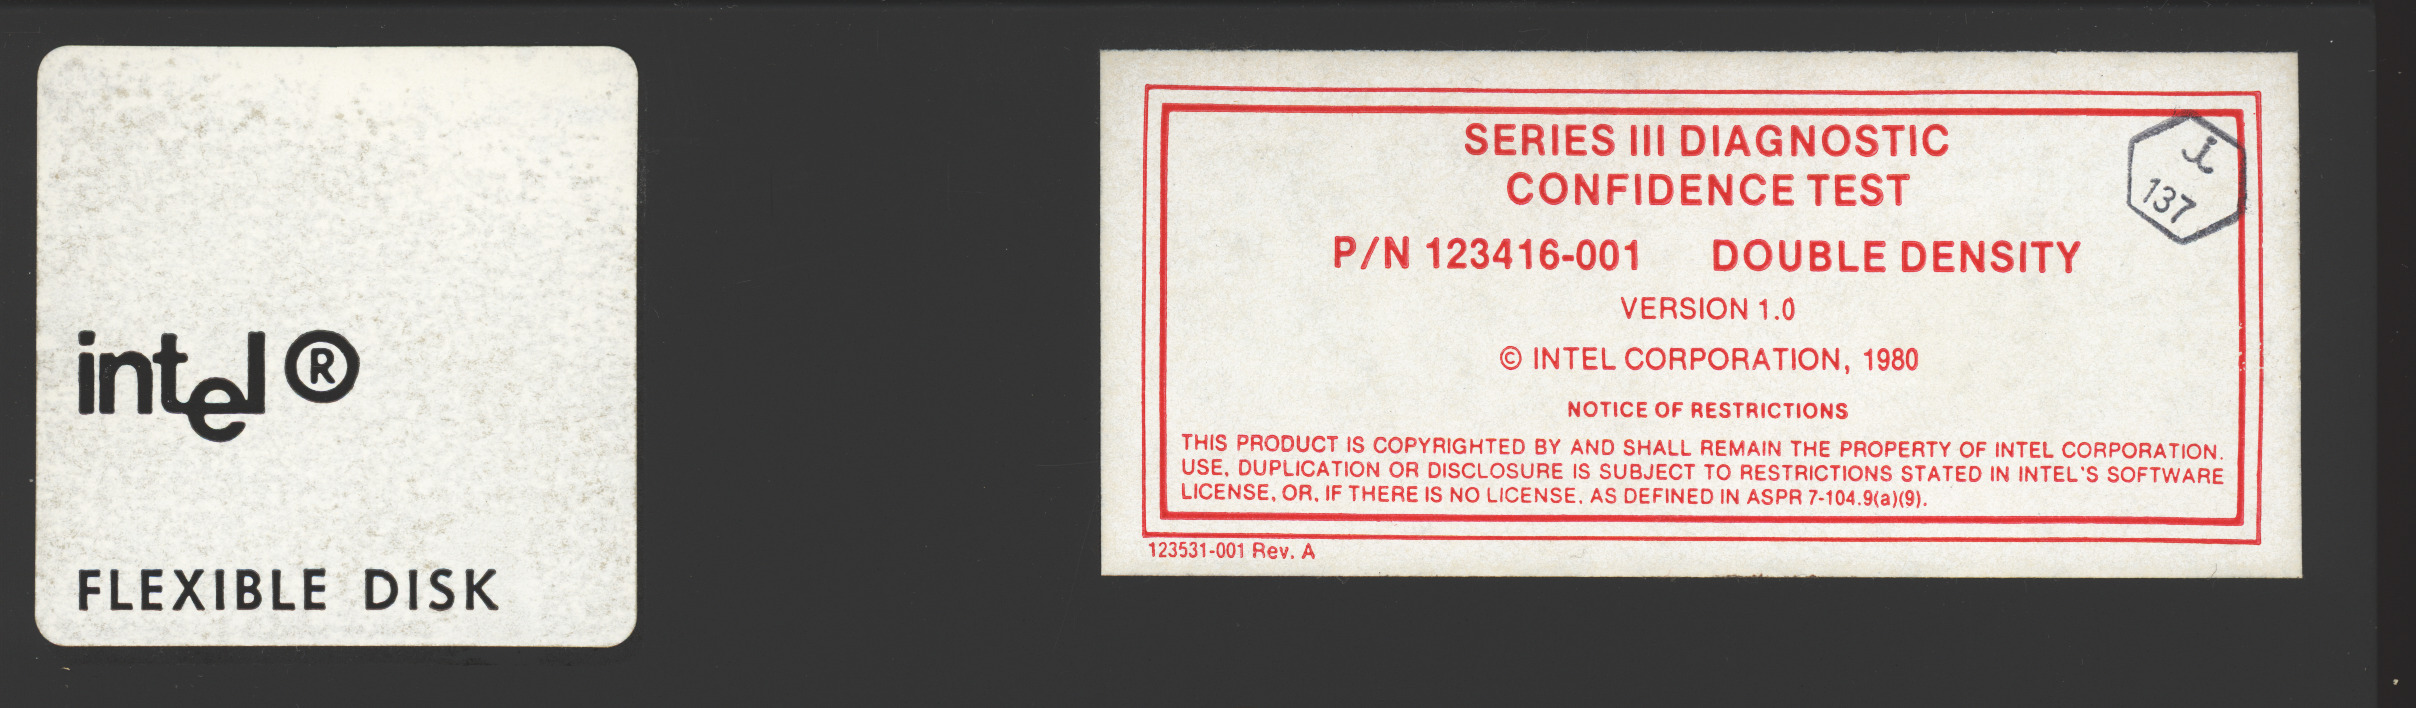 intel ®
FLEXIBLE DISK
SERIES III DIAGNOSTIC
CONFIDENCE TEST
P/N 123416-001 DOUBLE DENSITY
VERSION 1.0
© INTEL CORPORATION, 1980
NOTICE OF RESTRICTIONS
THIS PRODUCT IS COPYRIGHTED BY AND SHALL REMAIN THE PROPERTY OF INTEL CORPORATION.
USE, DUPLICATION OR DISCLOSURE IS SUBJECT TO RESTRICTIONS STATED IN INTEL'S SOFTWARE
LICENSE, OR, IF THERE IS NO LICENSE, AS DEFINED IN ASPR 7-104.9(a)(9).
123531-001 Rev. A
137